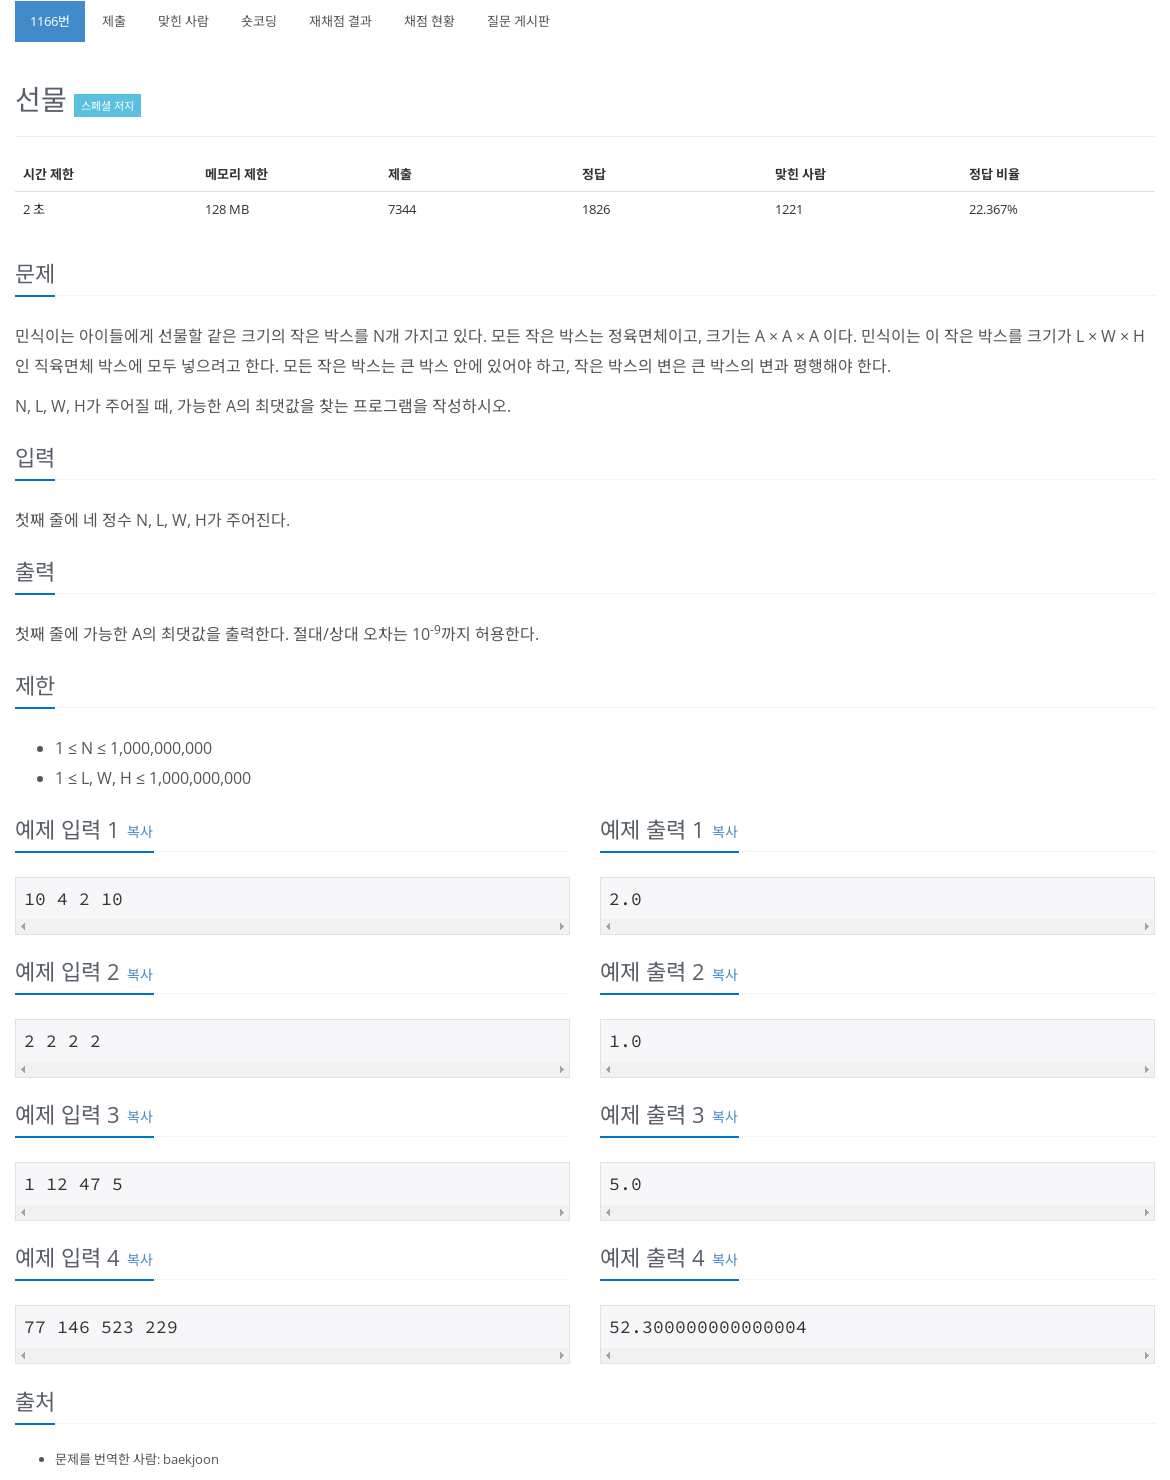 1166번 제출 맞힌 사람 숏코딩 재채점 결과 채점 현황 질문 게시판
선물 스페셜 저지
시간 제한 메모리 제한 제출 정답 맞힌 사람 정답 비율
2 초 128 MB 7344 1826 1221 22.367%
문제
민식이는 아이들에게 선물할 같은 크기의 작은 박스를 N개 가지고 있다. 모든 작은 박스는 정육면체이고, 크기는 A × A × A 이다. 민식이는 이 작은 박스를 크기가 L × W × H
인 직육면체 박스에 모두 넣으려고 한다. 모든 작은 박스는 큰 박스 안에 있어야 하고, 작은 박스의 변은 큰 박스의 변과 평행해야 한다.
N, L, W, H가 주어질 때, 가능한 A의 최댓값을 찾는 프로그램을 작성하시오.
입력
첫째 줄에 네 정수 N, L, W, H가 주어진다.
출력
첫째 줄에 가능한 A의 최댓값을 출력한다. 절대/상대 오차는 10-9까지 허용한다.
제한
• 1 ≤ N ≤ 1,000,000,000
• 1 ≤ L, W, H ≤ 1,000,000,000
예제 입력 1 복사
10 4 2 10
예제 출력 1 복사
2.0
예제 입력 2 복사
2 2 2 2
예제 출력 2 복사
1.0
예제 입력 3 복사
1 12 47 5
예제 출력 3 복사
5.0
예제 입력 4 복사
77 146 523 229
예제 출력 4 복사
52.300000000000004
출처
• 문제를 번역한 사람: baekjoon